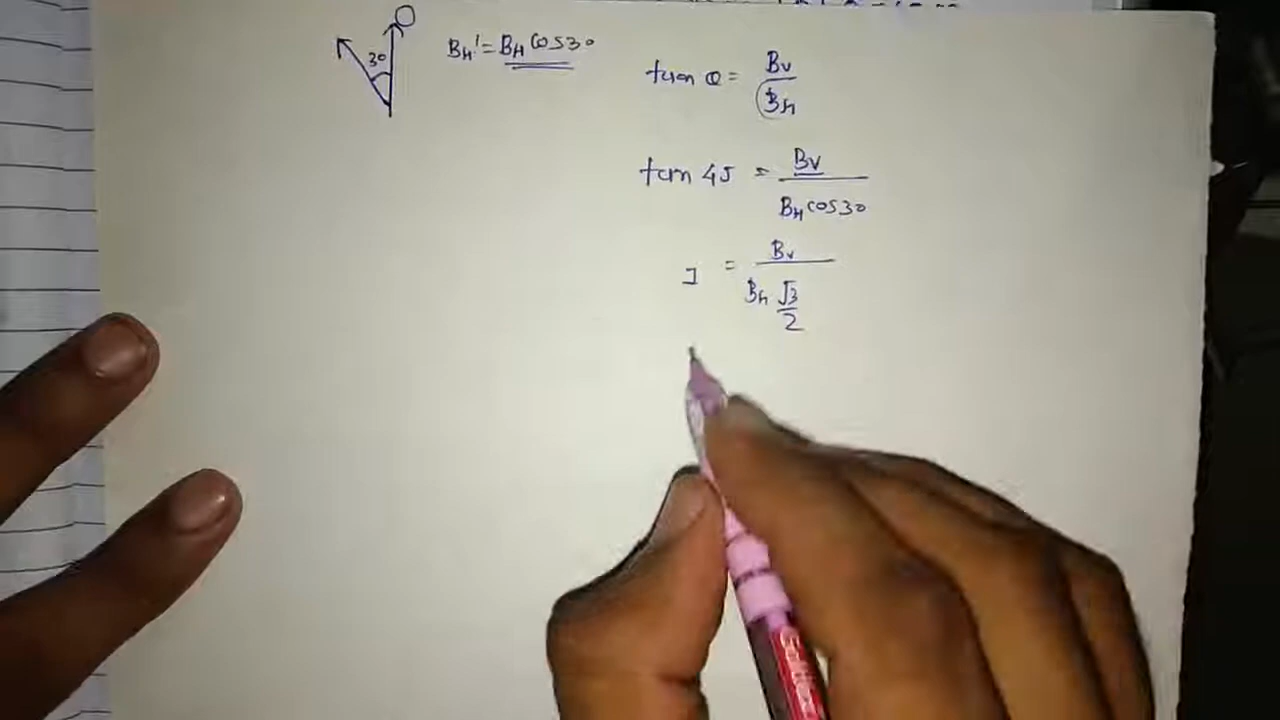 30
B_H' = B_H cos30
tan θ = B_V / B_H
tan 45 = B_V / B_H cos30
1 = B_V / B_H √3/2